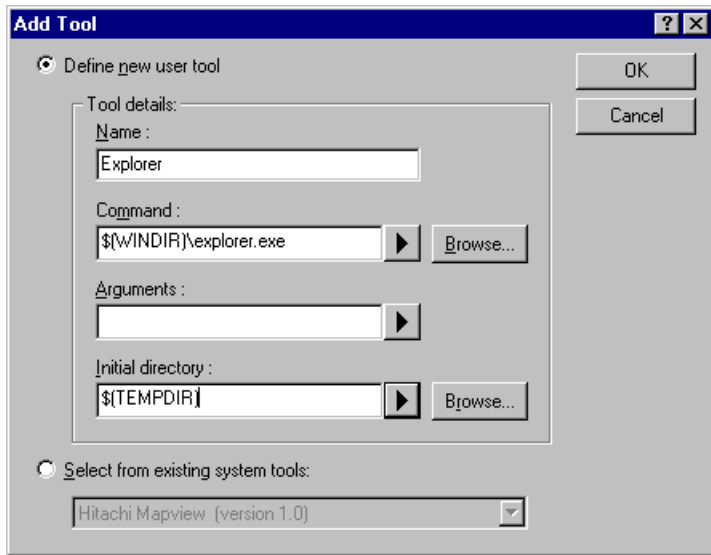 Add Tool
Define new user tool
OK
Tool details:
Cancel
Name :
Explorer
Command :
$(WINDIR)\explorer.exe
Browse...
Arguments :
Initial directory :
$(TEMPDIR)
Browse...
Select from existing system tools:
Hitachi Mapview (version 1.0)